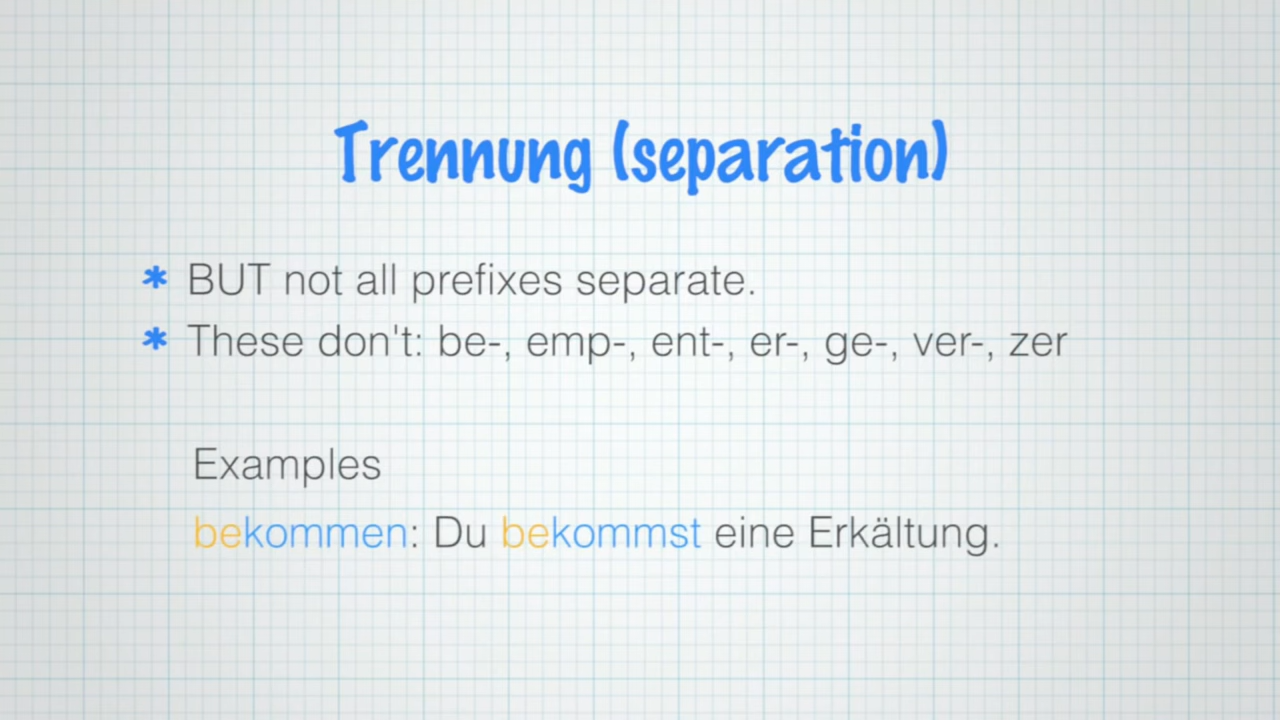 Trennung (separation)
* BUT not all prefixes separate.
* These don't: be-, emp-, ent-, er-, ge-, ver-, zer
Examples
bekommen: Du bekommst eine Erkältung.